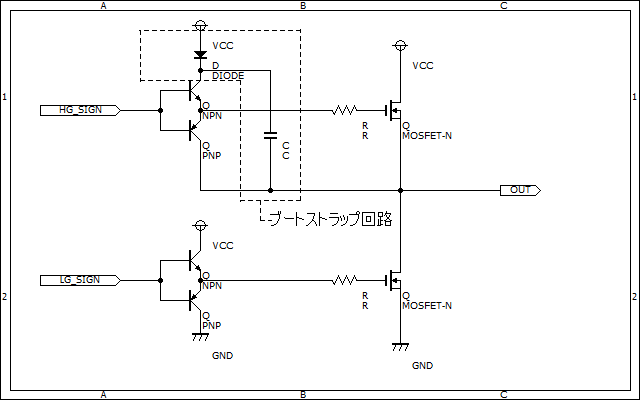 A B C
VCC
D
DIODE
VCC
1 1
HG_SIGN
Q
NPN
R
R
Q
MOSFET-N
C
C
Q
PNP
OUT
ブートストラップ回路
VCC
LG_SIGN
Q
NPN
R
R
Q
MOSFET-N
2 2
Q
PNP
GND
GND
A B C